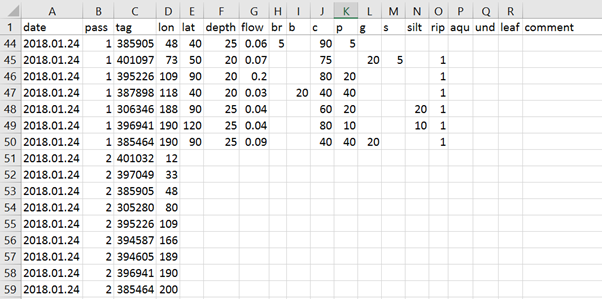 A B C D E F G H I J K L M N O P Q R
1 date pass tag lon lat depth flow br b c p g s silt rip aqu und leaf comment
44 2018.01.24 1 385905 48 40 25 0.06 5 90 5
45 2018.01.24 1 401097 73 50 20 0.07 75 20 5 1
46 2018.01.24 1 395226 109 90 20 0.2 80 20 1
47 2018.01.24 1 387898 118 40 20 0.03 20 40 40 1
48 2018.01.24 1 306346 188 90 25 0.04 60 20 20 1
49 2018.01.24 1 396941 190 120 25 0.04 80 10 10 1
50 2018.01.24 1 385464 190 90 25 0.09 40 40 20 1
51 2018.01.24 2 401032 12
52 2018.01.24 2 397049 33
53 2018.01.24 2 385905 48
54 2018.01.24 2 305280 80
55 2018.01.24 2 395226 109
56 2018.01.24 2 394587 166
57 2018.01.24 2 394605 189
58 2018.01.24 2 396941 190
59 2018.01.24 2 385464 200